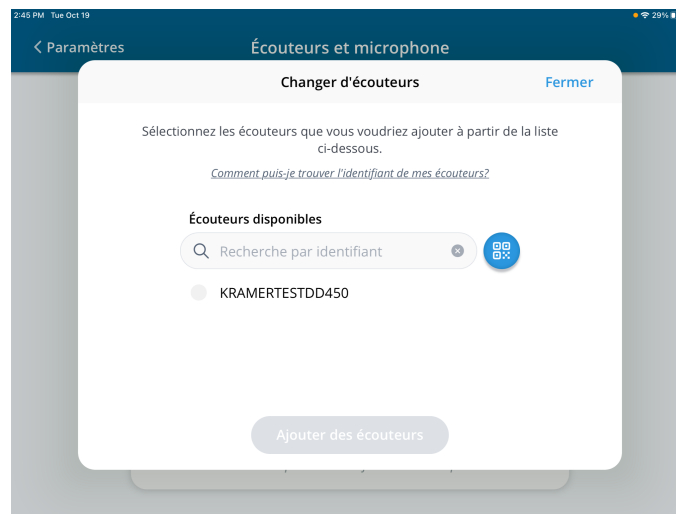 2:45 PM Tue Oct 19
29%
Paramètres
Écouteurs et microphone
Changer d'écouteurs
Fermer
Sélectionnez les écouteurs que vous voudriez ajouter à partir de la liste
ci-dessous.
Comment puis-je trouver l'identifiant de mes écouteurs?
Écouteurs disponibles
Recherche par identifiant
KRAMERTESTDD450
Ajouter des écouteurs